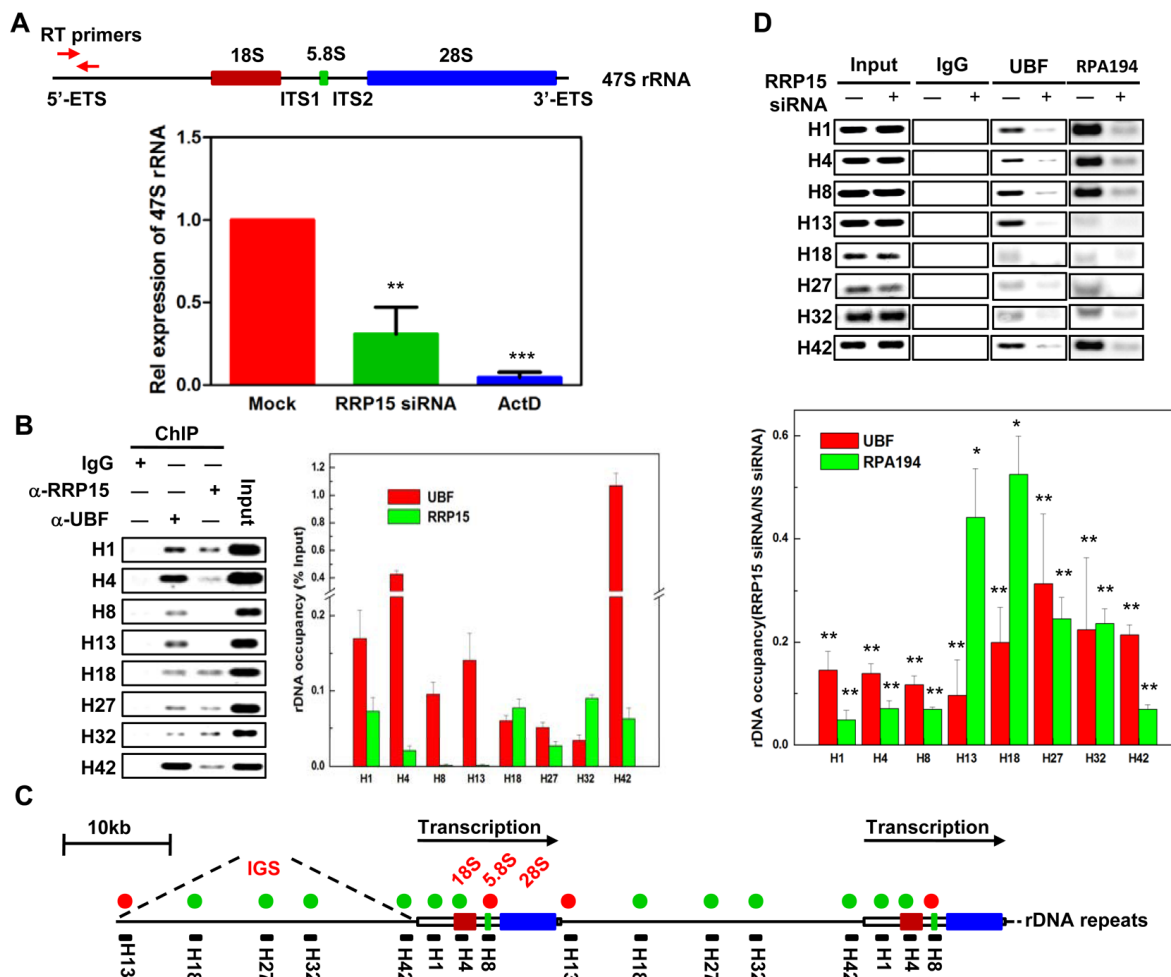 A
RT primers
18S 5.8S 28S
47S rRNA
5'-ETS ITS1 ITS2 3'-ETS
Rel expression of 47S rRNA
1.5
1.0
0.5
0.0
**
***
Mock RRP15 siRNA ActD
B
ChIP
IgG + — —
α-RRP15 — — +
α-UBF — + —
Input
H1
H4
H8
H13
H18
H27
H32
H42
rDNA occupancy (% Input)
1.2
1.0
0.8
0.6
0.4
0.2
0.1
0.0
UBF
RRP15
H1 H4 H8 H13 H18 H27 H32 H42
D
Input IgG UBF RPA194
RRP15 siRNA — + — + — + — +
H1
H4
H8
H13
H18
H27
H32
H42
rDNA occupancy(RRP15 siRNA/NS siRNA)
0.6
0.4
0.2
0.0
UBF
RPA194
** ** ** ** ** ** ** * ** * ** ** ** ** ** **
H1 H4 H8 H13 H18 H27 H32 H42
C
10kb
IGS
Transcription Transcription
18S 5.8S 28S
rDNA repeats
H13 H18 H27 H32 H42 H1 H4 H8 H13 H18 H27 H32 H42 H1 H4 H8